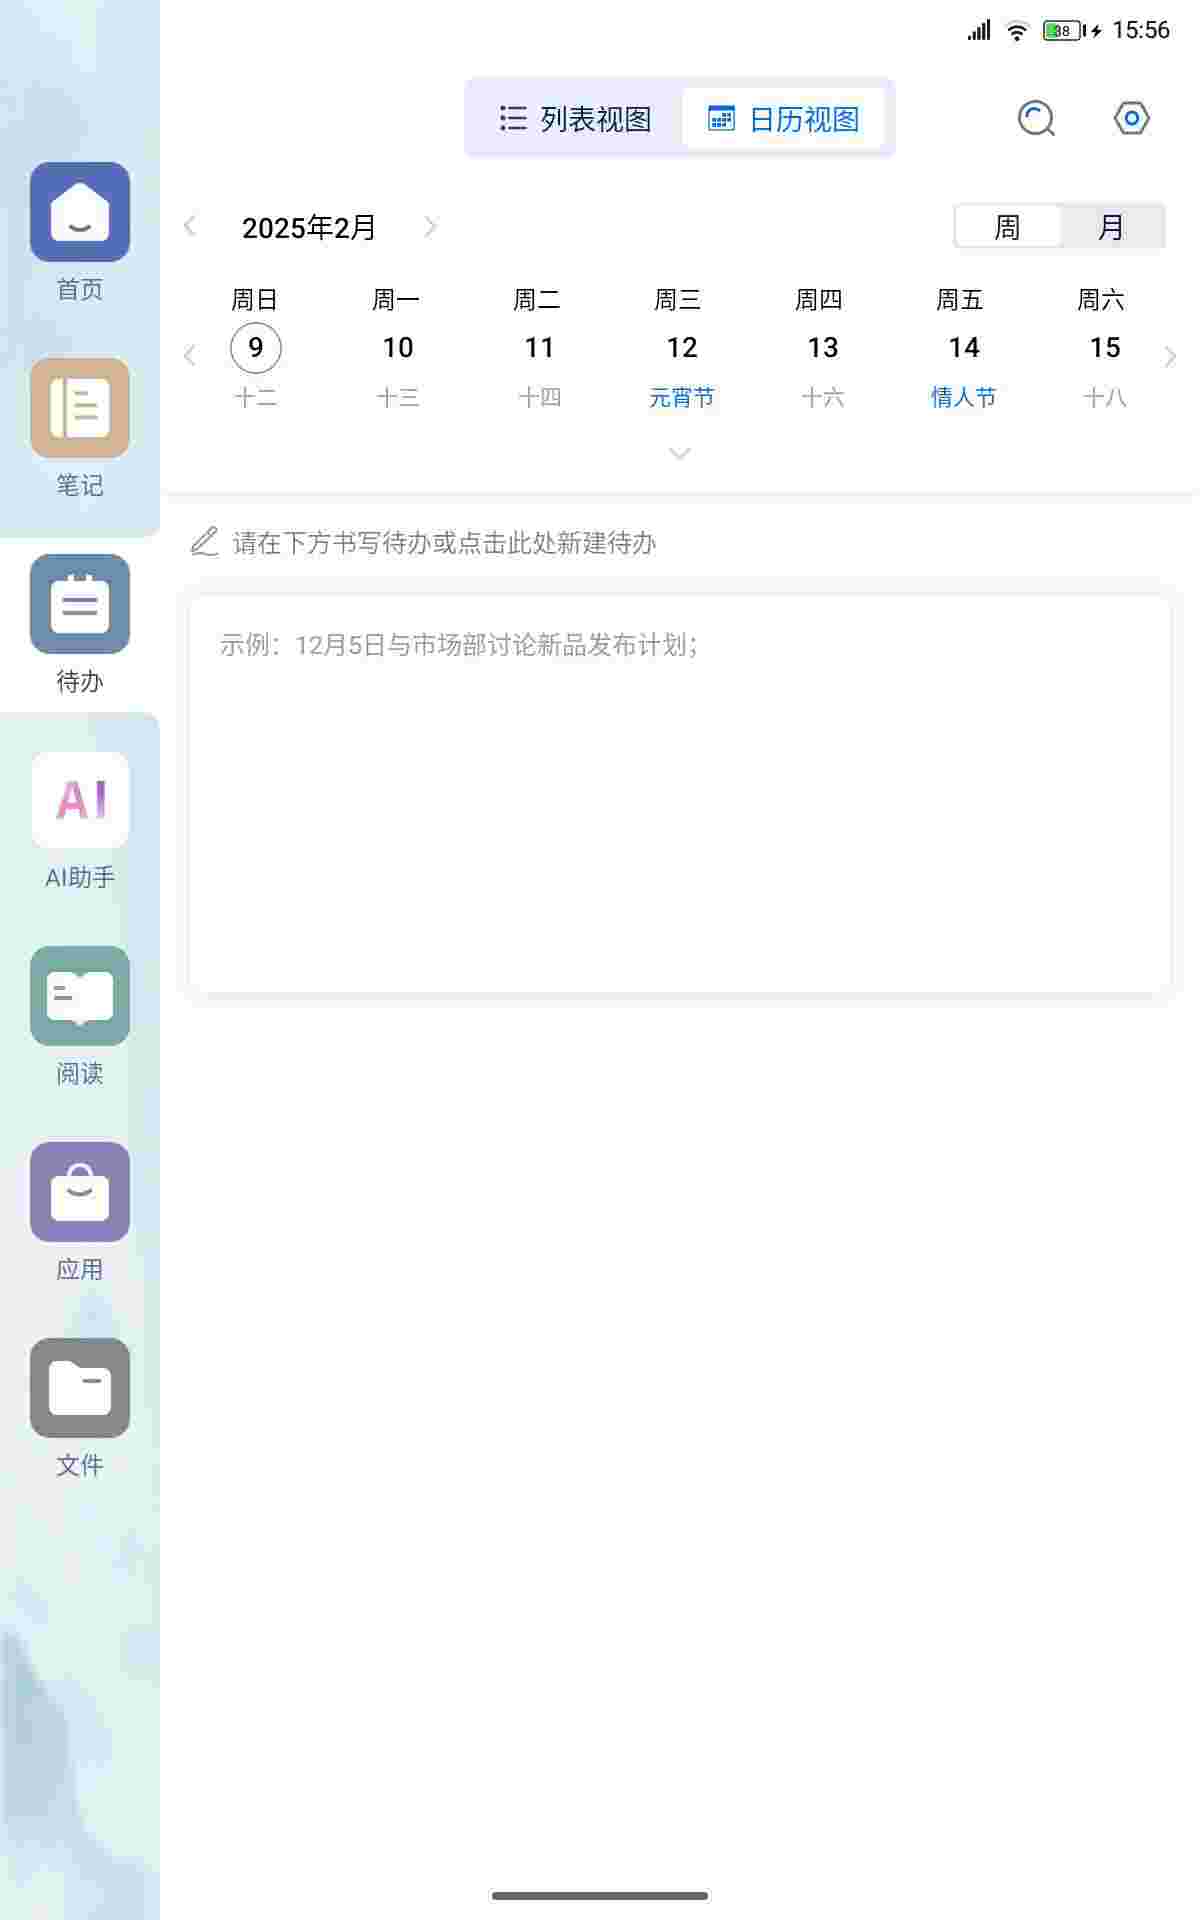 38 15:56
列表视图 日历视图
2025年2月 周 月
周日 周一 周二 周三 周四 周五 周六
9 10 11 12 13 14 15
十二 十三 十四 元宵节 十六 情人节 十八
请在下方书写待办或点击此处新建待办
示例：12月5日与市场部讨论新品发布计划；
首页
笔记
待办
AI
AI助手
阅读
应用
文件